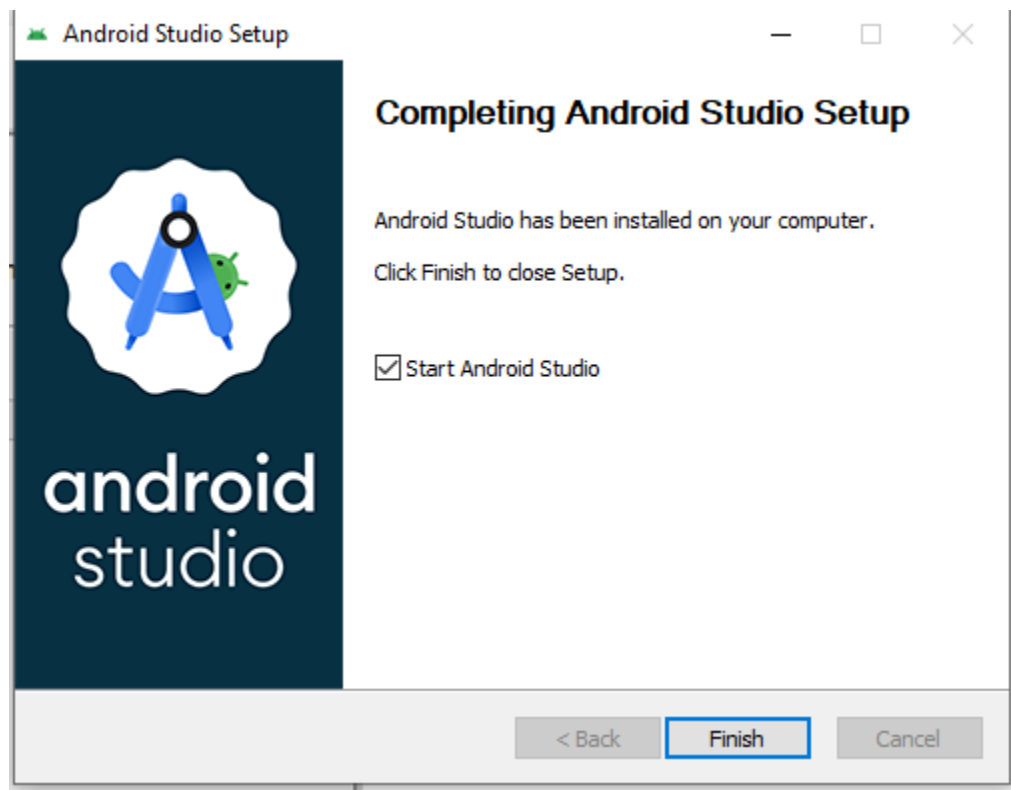 Android Studio Setup
Completing Android Studio Setup
Android Studio has been installed on your computer.
Click Finish to close Setup.
Start Android Studio
android
studio
< Back
Finish
Cancel